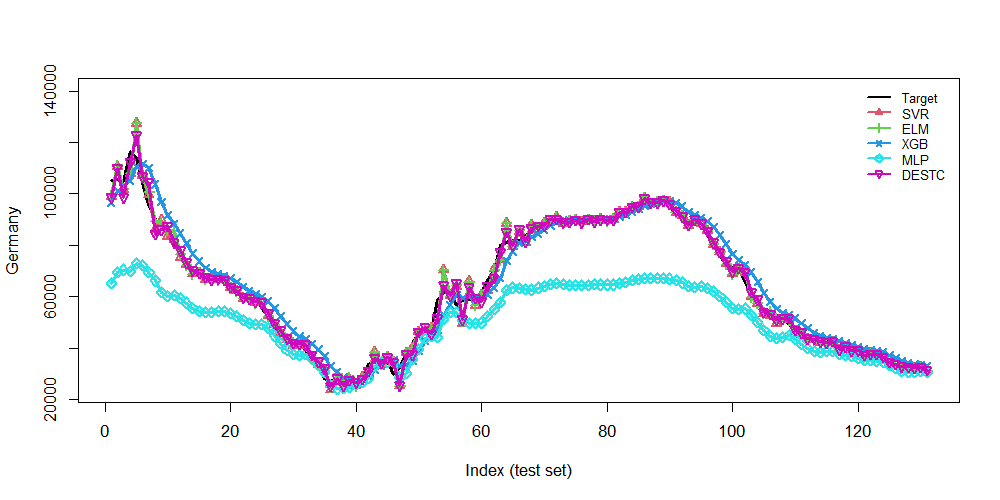 Germany
140000
100000
60000
20000
0
20
40
60
80
100
120
Index (test set)
Target
SVR
ELM
XGB
MLP
DESTC